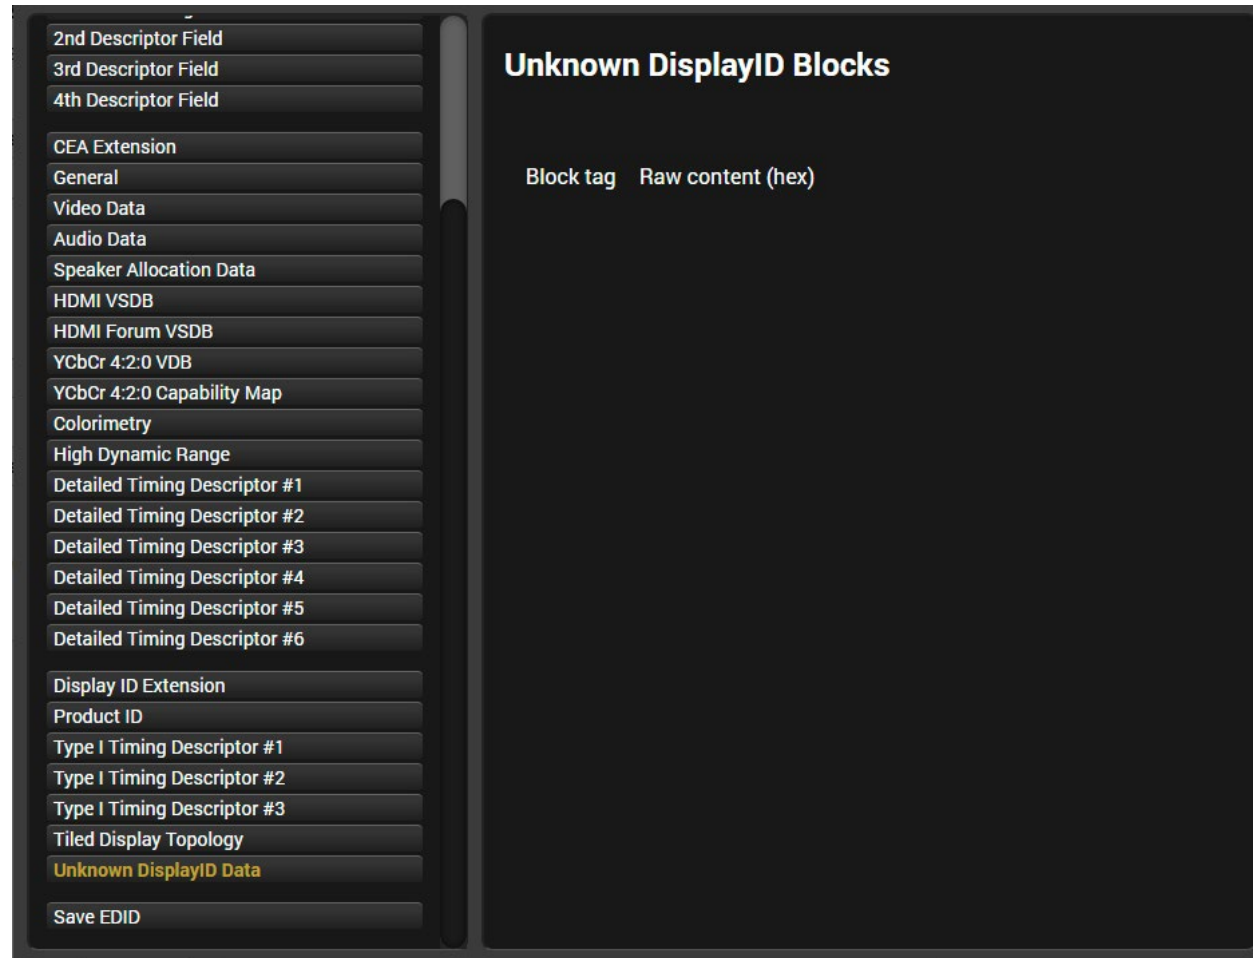 2nd Descriptor Field
3rd Descriptor Field
4th Descriptor Field
CEA Extension
General
Video Data
Audio Data
Speaker Allocation Data
HDMI VSDB
HDMI Forum VSDB
YCbCr 4:2:0 VDB
YCbCr 4:2:0 Capability Map
Colorimetry
High Dynamic Range
Detailed Timing Descriptor #1
Detailed Timing Descriptor #2
Detailed Timing Descriptor #3
Detailed Timing Descriptor #4
Detailed Timing Descriptor #5
Detailed Timing Descriptor #6
Display ID Extension
Product ID
Type I Timing Descriptor #1
Type I Timing Descriptor #2
Type I Timing Descriptor #3
Tiled Display Topology
Unknown DisplayID Data
Save EDID
Unknown DisplayID Blocks
Block tag Raw content (hex)